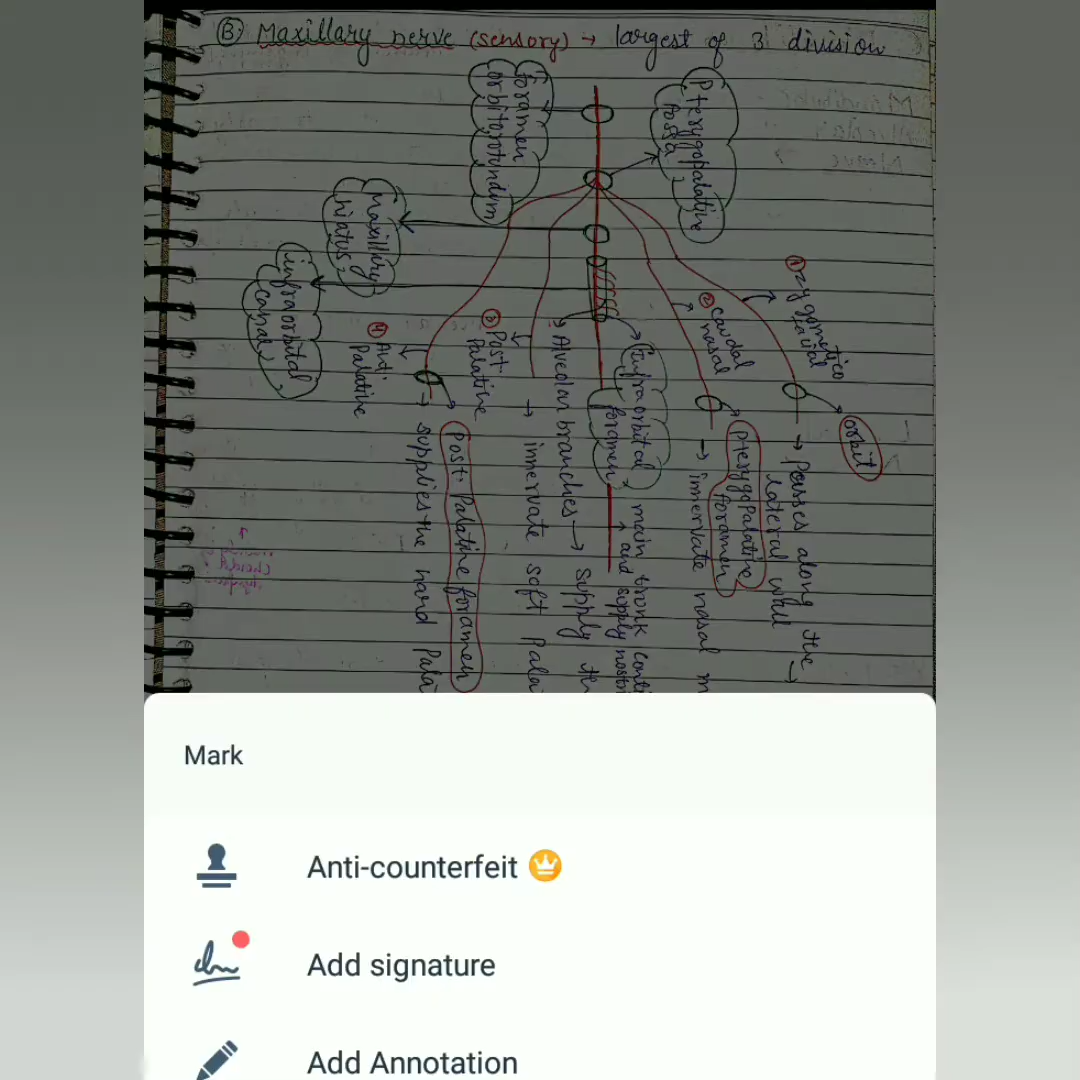 B) Maxillary nerve (sensory) → largest of 3 division
foramen
orbitorotundum
Pterygopalatine
fossa
Maxillary
hiatus
infraorbital
canal
① zygomatico
facial
orbit
→ Passes along the
lateral wall
② caudal
nasal
Pterygopalatine
foramen
→ innervate nasal
infraorbital
foramen
main trunk
and supply
Alveolar branches → supply
③ Post.
Palatine
→ innervate soft
④ Ant.
Palatine
Post. Palatine foramen
→ supplies the hard
Mark
Anti-counterfeit
Add signature
Add Annotation